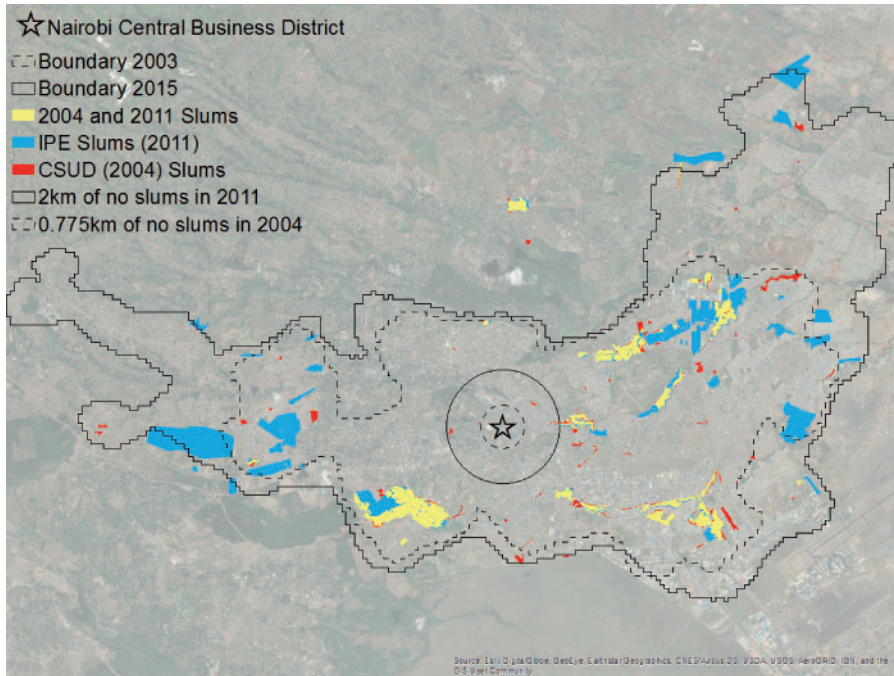 Nairobi Central Business District
Boundary 2003
Boundary 2015
2004 and 2011 Slums
IPE Slums (2011)
CSUD (2004) Slums
2km of no slums in 2011
0.775km of no slums in 2004
Source: Esri, DigitalGlobe, GeoEye, Earthstar Geographics, CNES/Airbus DS, USDA, USGS, AeroGRID, IGN, and the
GIS User Community